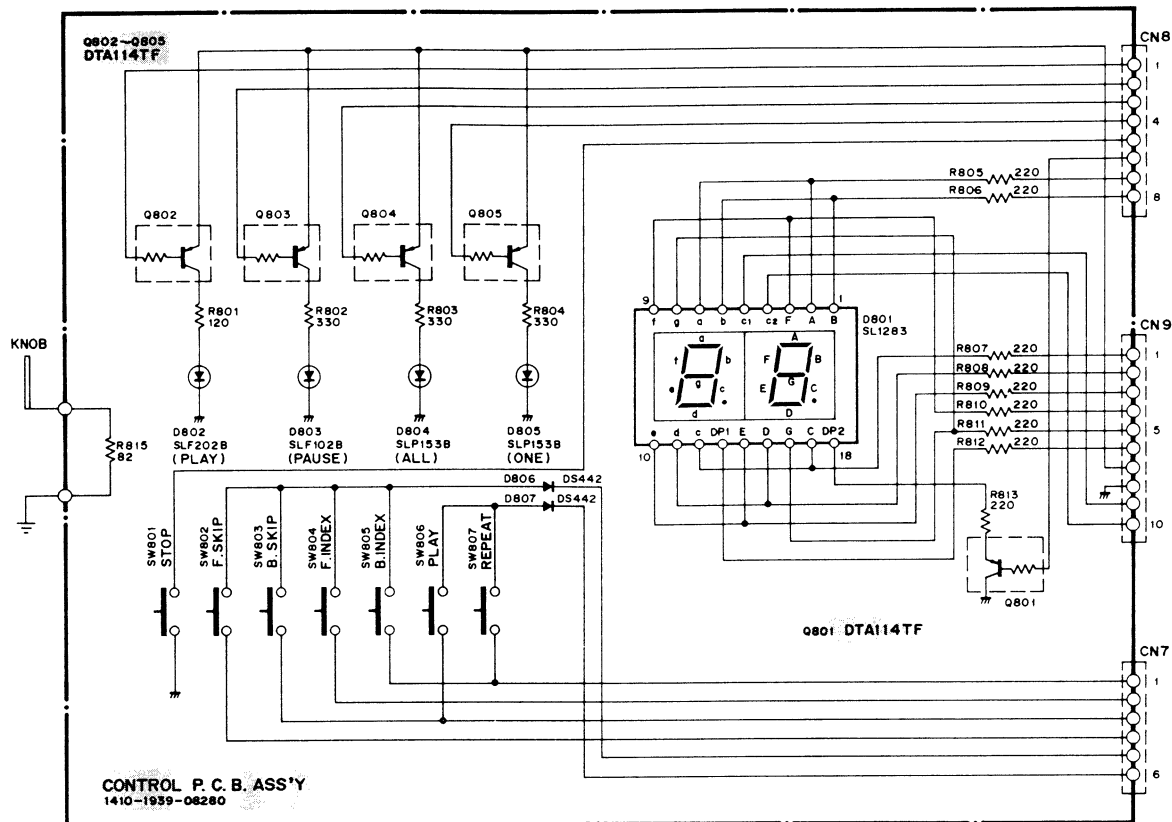 Q802~Q805
DTA114TF
CN8
1
4
8
R805 220
R806 220
Q802
Q803
Q804
Q805
R801
120
R802
330
R803
330
R804
330
9
1
f g a b c1 c2 F A B
D801
SL1283
a
f b
g
e c
d
A
F B
G
E C
D
e d c DP1 E D G C DP2
10
18
CN9
1
5
10
R807 220
R808 220
R809 220
R810 220
R811 220
R812 220
R813
220
Q801
Q801 DTA114TF
KNOB
R815
82
D802
SLF202B
(PLAY)
D803
SLF102B
(PAUSE)
D804
SLP153B
(ALL)
D805
SLP153B
(ONE)
D806 DS442
D807 DS442
SW801
STOP
SW802
F.SKIP
SW803
B.SKIP
SW804
F.INDEX
SW805
B.INDEX
SW806
PLAY
SW807
REPEAT
CN7
1
6
CONTROL P. C. B. ASS'Y
1410-1939-08280